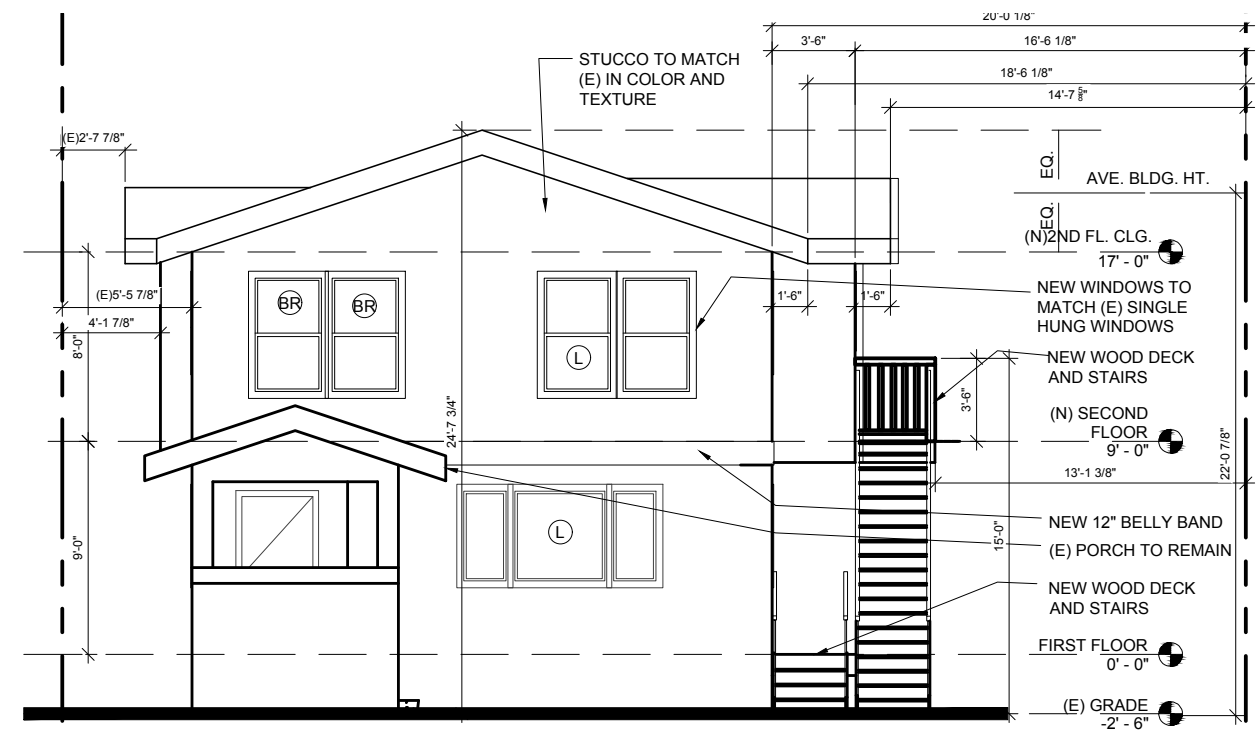 20'-0 1/8"
3'-6"
16'-6 1/8"
18'-6 1/8"
14'-7 5/8"
STUCCO TO MATCH
(E) IN COLOR AND
TEXTURE
(E)2'-7 7/8"
EQ.
AVE. BLDG. HT.
EQ.
(N)2ND FL. CLG.
17' - 0"
(E)5'-5 7/8"
4'-1 7/8"
8'-0"
BR
BR
L
1'-6"
1'-6"
NEW WINDOWS TO
MATCH (E) SINGLE
HUNG WINDOWS
NEW WOOD DECK
AND STAIRS
3'-6"
24'-7 3/4"
(N) SECOND
FLOOR
9' - 0"
22'-0 7/8"
13'-1 3/8"
L
9'-0"
15'-0"
NEW 12" BELLY BAND
(E) PORCH TO REMAIN
NEW WOOD DECK
AND STAIRS
FIRST FLOOR
0' - 0"
(E) GRADE
-2' - 6"